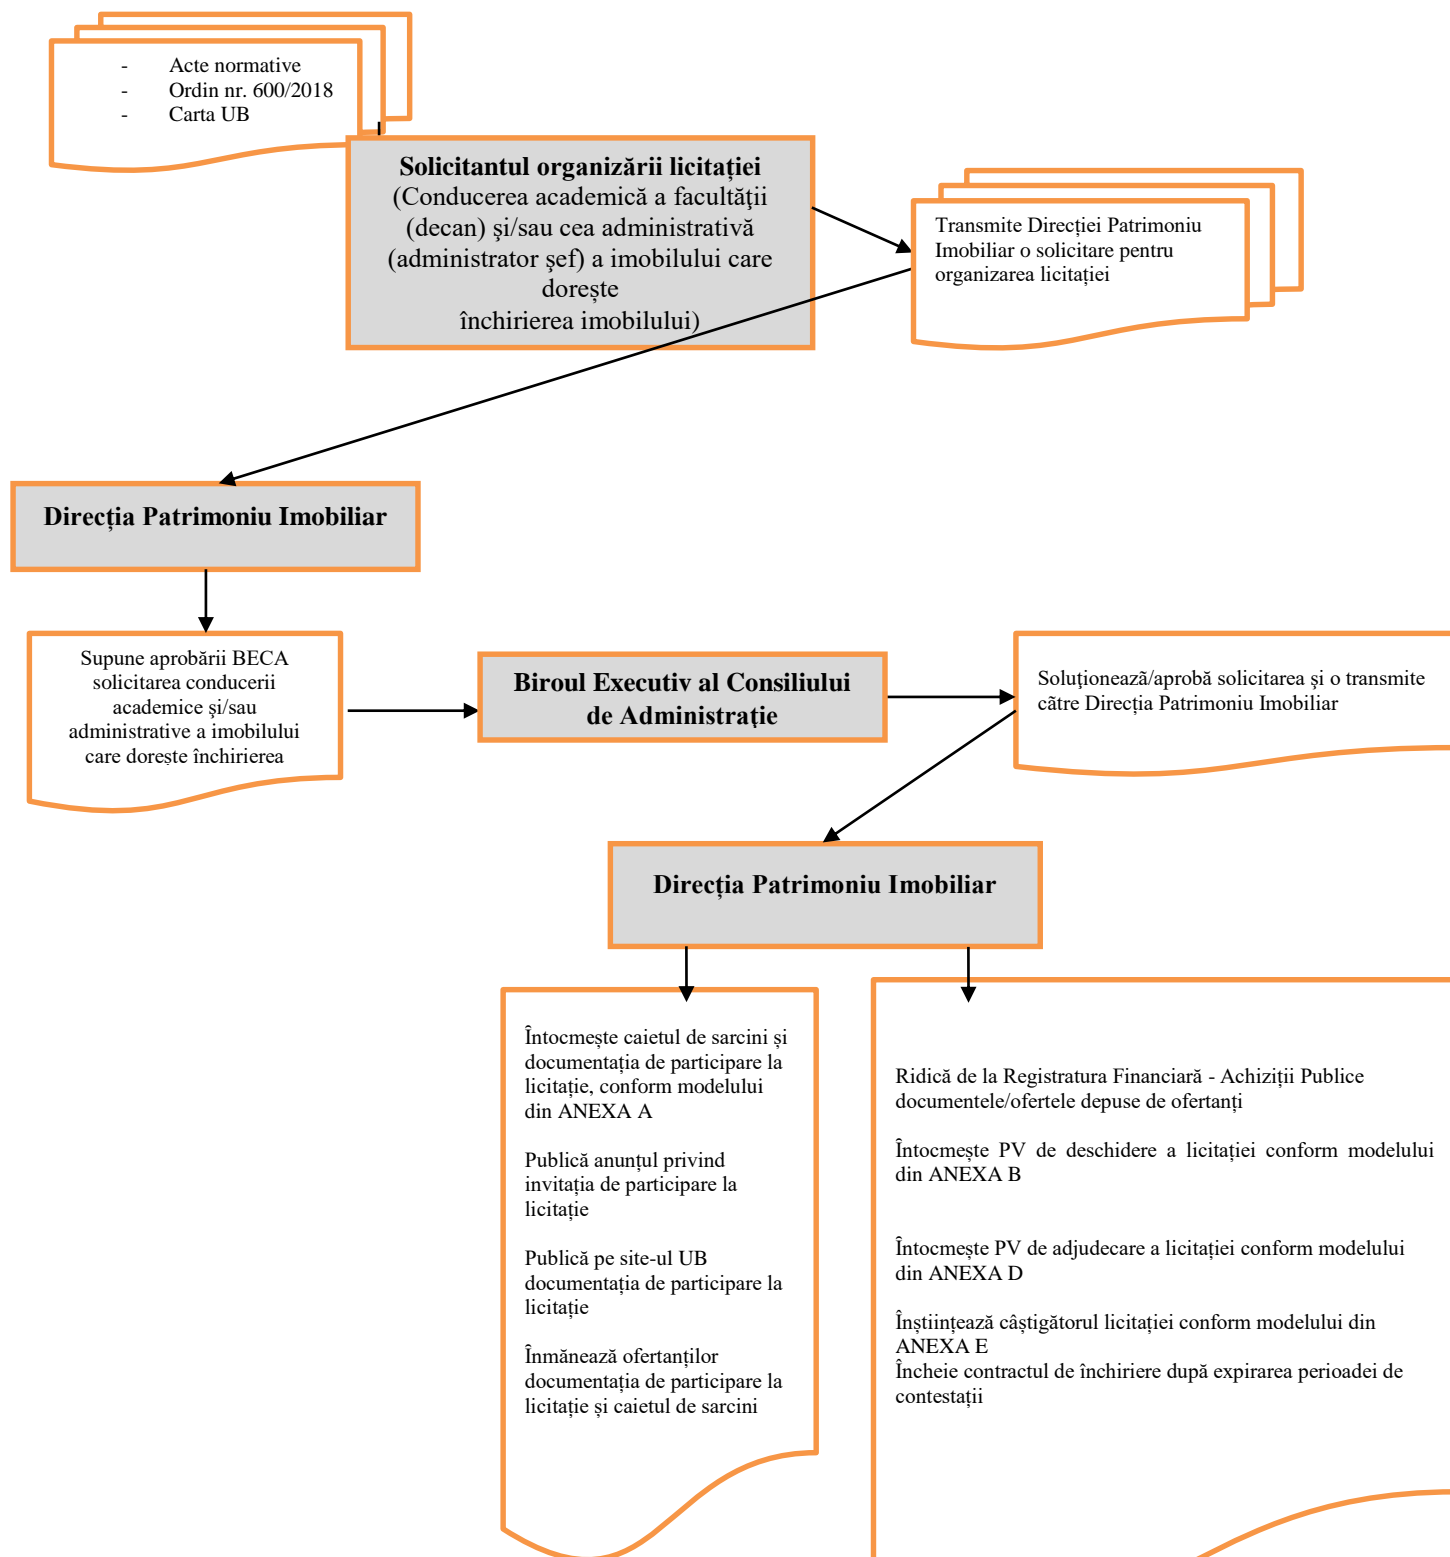 - Acte normative
- Ordin nr. 600/2018
- Carta UB
Solicitantul organizării licitației
(Conducerea academică a facultăţii
(decan) şi/sau cea administrativă
(administrator şef) a imobilului care
dorește
închirierea imobilului)
Transmite Direcției Patrimoniu
Imobiliar o solicitare pentru
organizarea licitației
Direcția Patrimoniu Imobiliar
Supune aprobării BECA
solicitarea conducerii
academice şi/sau
administrative a imobilului
care dorește închirierea
Biroul Executiv al Consiliului
de Administrație
Soluţioneazã/aprobă solicitarea şi o transmite
cãtre Direcția Patrimoniu Imobiliar
Direcția Patrimoniu Imobiliar
Întocmește caietul de sarcini și
documentația de participare la
licitație, conform modelului
din ANEXA A
Publică anunțul privind
invitația de participare la
licitație
Publică pe site-ul UB
documentația de participare la
licitație
Înmănează ofertanților
documentația de participare la
licitație și caietul de sarcini
Ridică de la Registratura Financiară - Achiziții Publice
documentele/ofertele depuse de ofertanți
Întocmește PV de deschidere a licitației conform modelului
din ANEXA B
Întocmește PV de adjudecare a licitației conform modelului
din ANEXA D
Înștiințează câștigătorul licitației conform modelului din
ANEXA E
Încheie contractul de închiriere după expirarea perioadei de
contestații